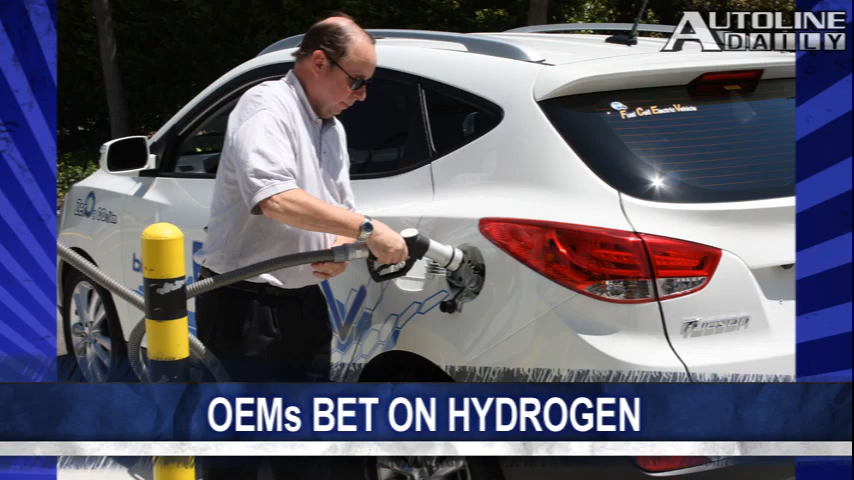 AUTOLINE
DAILY
Fuel Cell Electric Vehicle
OEMs BET ON HYDROGEN